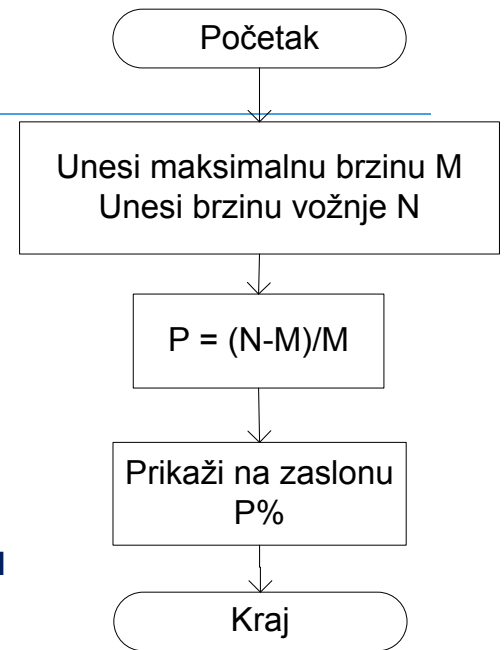 Početak
Unesi maksimalnu brzinu M
Unesi brzinu vožnje N
P = (N-M)/M
Prikaži na zaslonu
P%
Kraj